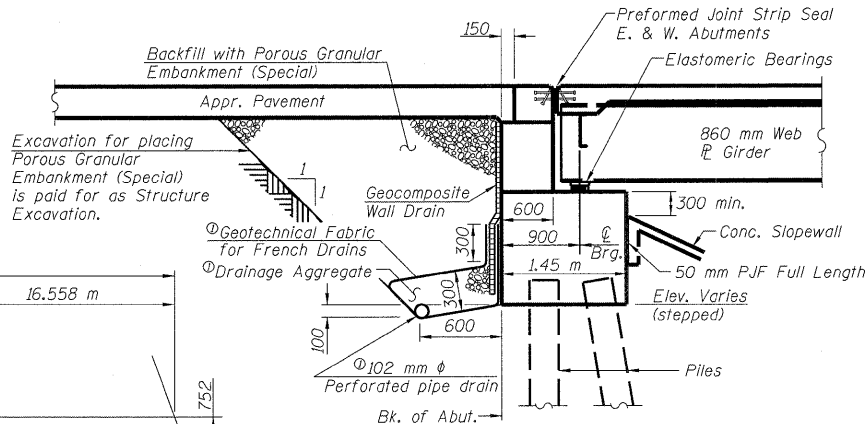 150
Preformed Joint Strip Seal
E. & W. Abutments
Backfill with Porous Granular
Embankment (Special)
Elastomeric Bearings
Appr. Pavement
860 mm Web
℄ Girder
Excavation for placing
Porous Granular
Embankment (Special)
is paid for as Structure
Excavation.
1
1
Geocomposite
Wall Drain
300 min.
600
①Geotechnical Fabric
for French Drains
300
900
℄
Brg.
Conc. Slopewall
①Drainage Aggregate
1.45 m
50 mm PJF Full Length
16.558 m
300
Elev. Varies
(stepped)
100
600
①102 mm ϕ
Perforated pipe drain
Piles
752
Bk. of Abut.